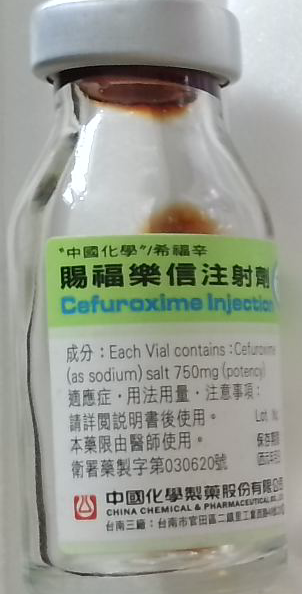 "中國化學"/希福辛
賜福樂信注射劑
Cefuroxime Injection
成分：Each Vial contains：Cefuroxime
(as sodium) salt 750mg (potency)
適應症，用法用量，注意事項：
請詳閱説明書後使用。
Lot. No
本藥限由醫師使用。
衛署藥製字第030620號
中國化學製藥股份有限公司
CHINA CHEMICAL & PHARMACEUTICAL CO., LTD
台南三廠：台南市官田區二鎮里工業西路